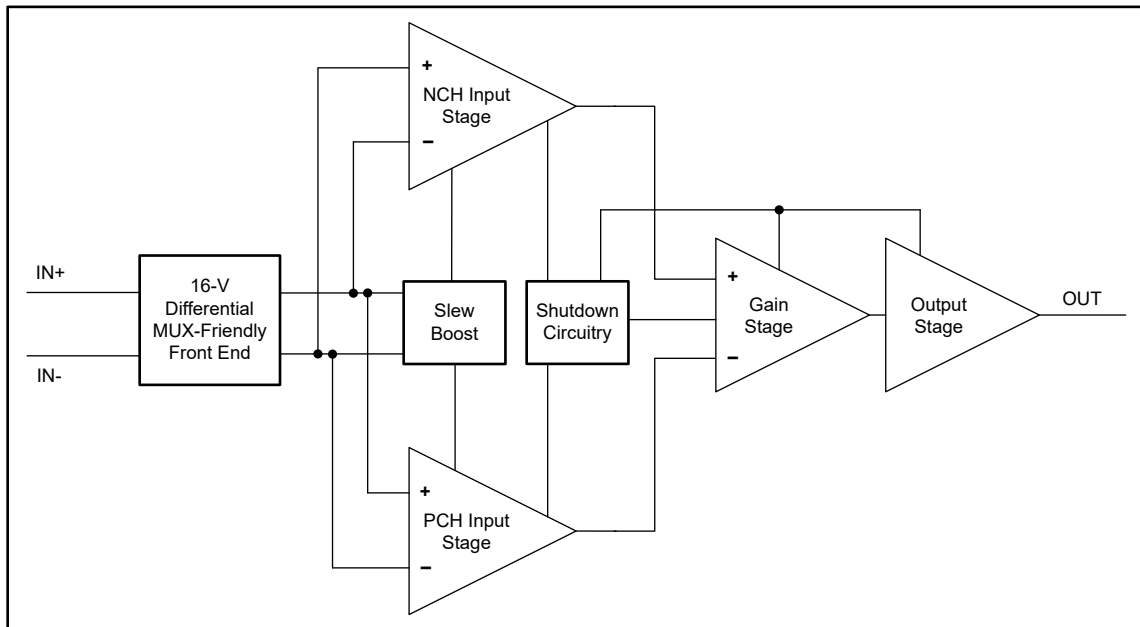 +
NCH Input
Stage
−
IN+
IN-
16-V
Differential
MUX-Friendly
Front End
Slew
Boost
Shutdown
Circuitry
+
Gain
Stage
−
Output
Stage
OUT
+
PCH Input
Stage
−